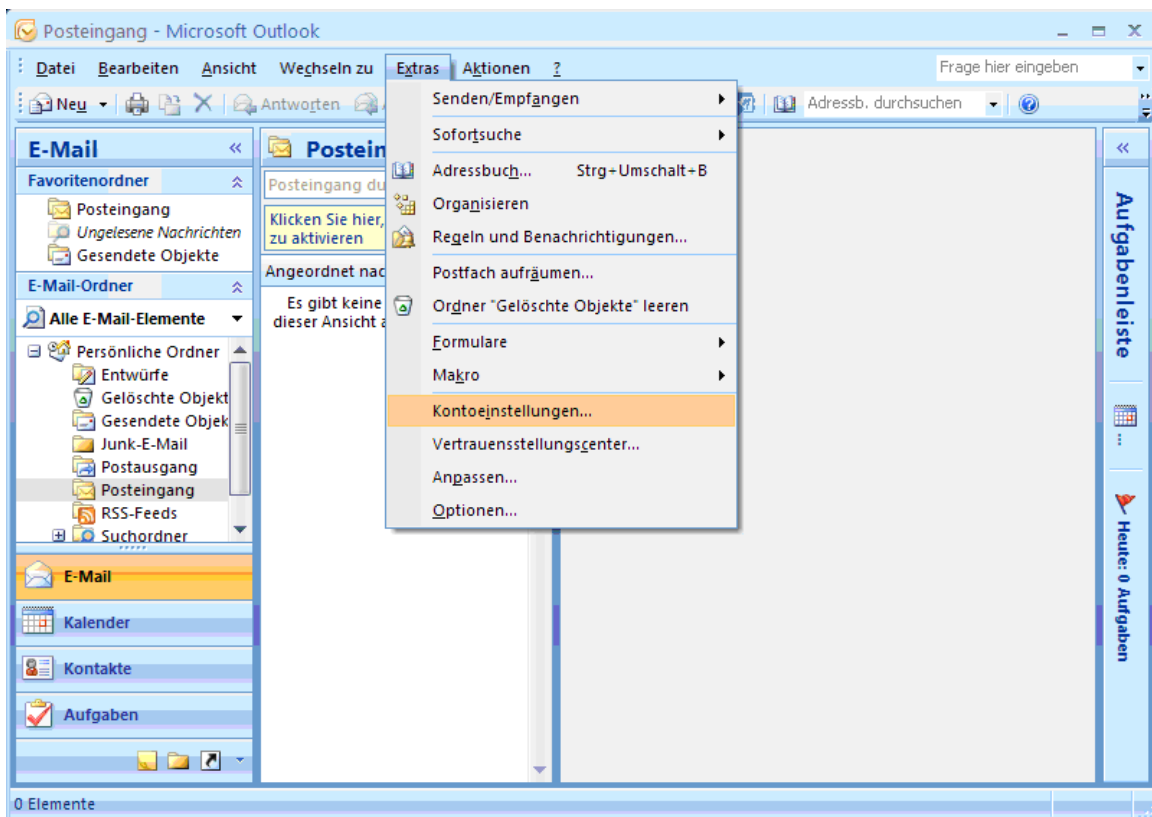 Posteingang - Microsoft Outlook
Datei Bearbeiten Ansicht Wechseln zu Extras Aktionen ? Frage hier eingeben
Neu Antworten Adressb. durchsuchen
E-Mail
Favoritenordner
Posteingang
Ungelesene Nachrichten
Gesendete Objekte
E-Mail-Ordner
Alle E-Mail-Elemente
Persönliche Ordner
Entwürfe
Gelöschte Objekt
Gesendete Objek
Junk-E-Mail
Postausgang
Posteingang
RSS-Feeds
Suchordner
E-Mail
Kalender
Kontakte
Aufgaben
Postein
Posteingang du
Klicken Sie hier,
zu aktivieren
Angeordnet nac
Es gibt keine
dieser Ansicht a
Senden/Empfangen
Sofortsuche
Adressbuch... Strg+Umschalt+B
Organisieren
Regeln und Benachrichtigungen...
Postfach aufräumen...
Ordner "Gelöschte Objekte" leeren
Formulare
Makro
Kontoeinstellungen...
Vertrauensstellungscenter...
Anpassen...
Optionen...
Aufgabenleiste
...
Heute: 0 Aufgaben
0 Elemente